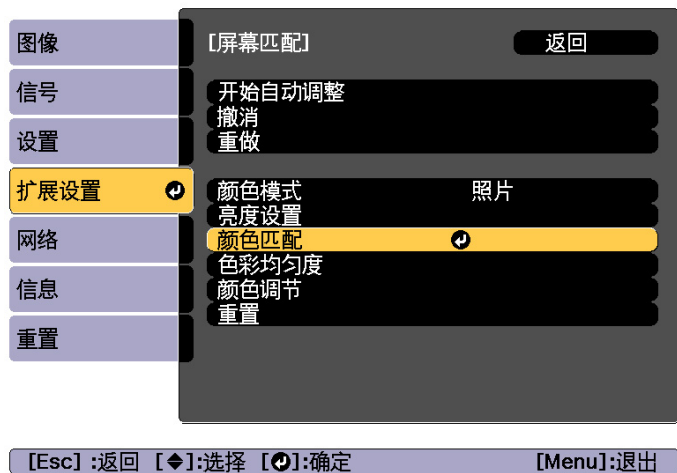 图像
信号
设置
扩展设置
网络
信息
重置
[屏幕匹配] 返回
开始自动调整
撤消
重做
颜色模式 照片
亮度设置
颜色匹配
色彩均匀度
颜色调节
重置
[Esc] :返回 [◆]:选择 [⏎]:确定 [Menu]:退出